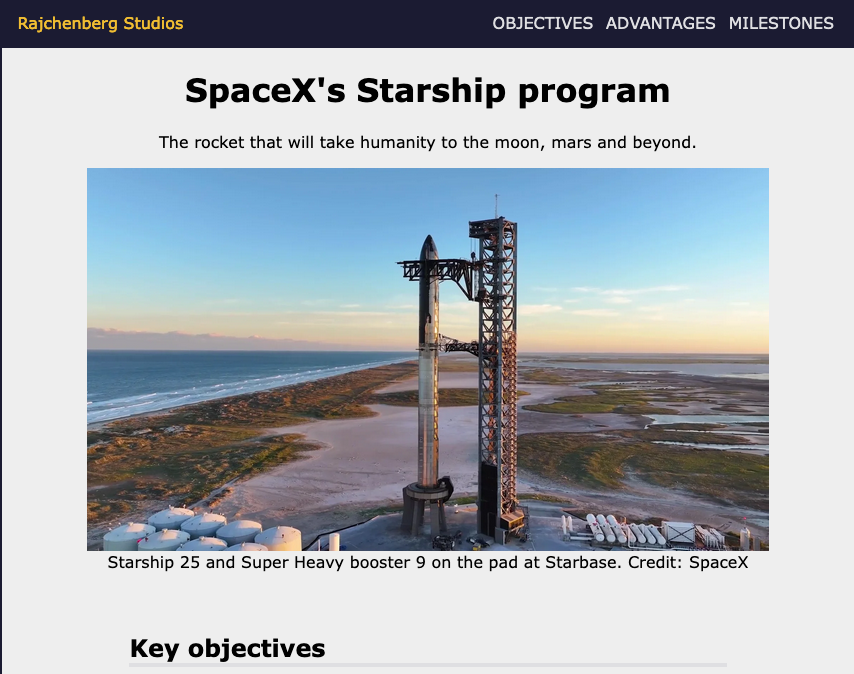 Rajchenberg Studios
OBJECTIVES ADVANTAGES MILESTONES
SpaceX's Starship program
The rocket that will take humanity to the moon, mars and beyond.
Starship 25 and Super Heavy booster 9 on the pad at Starbase. Credit: SpaceX
Key objectives